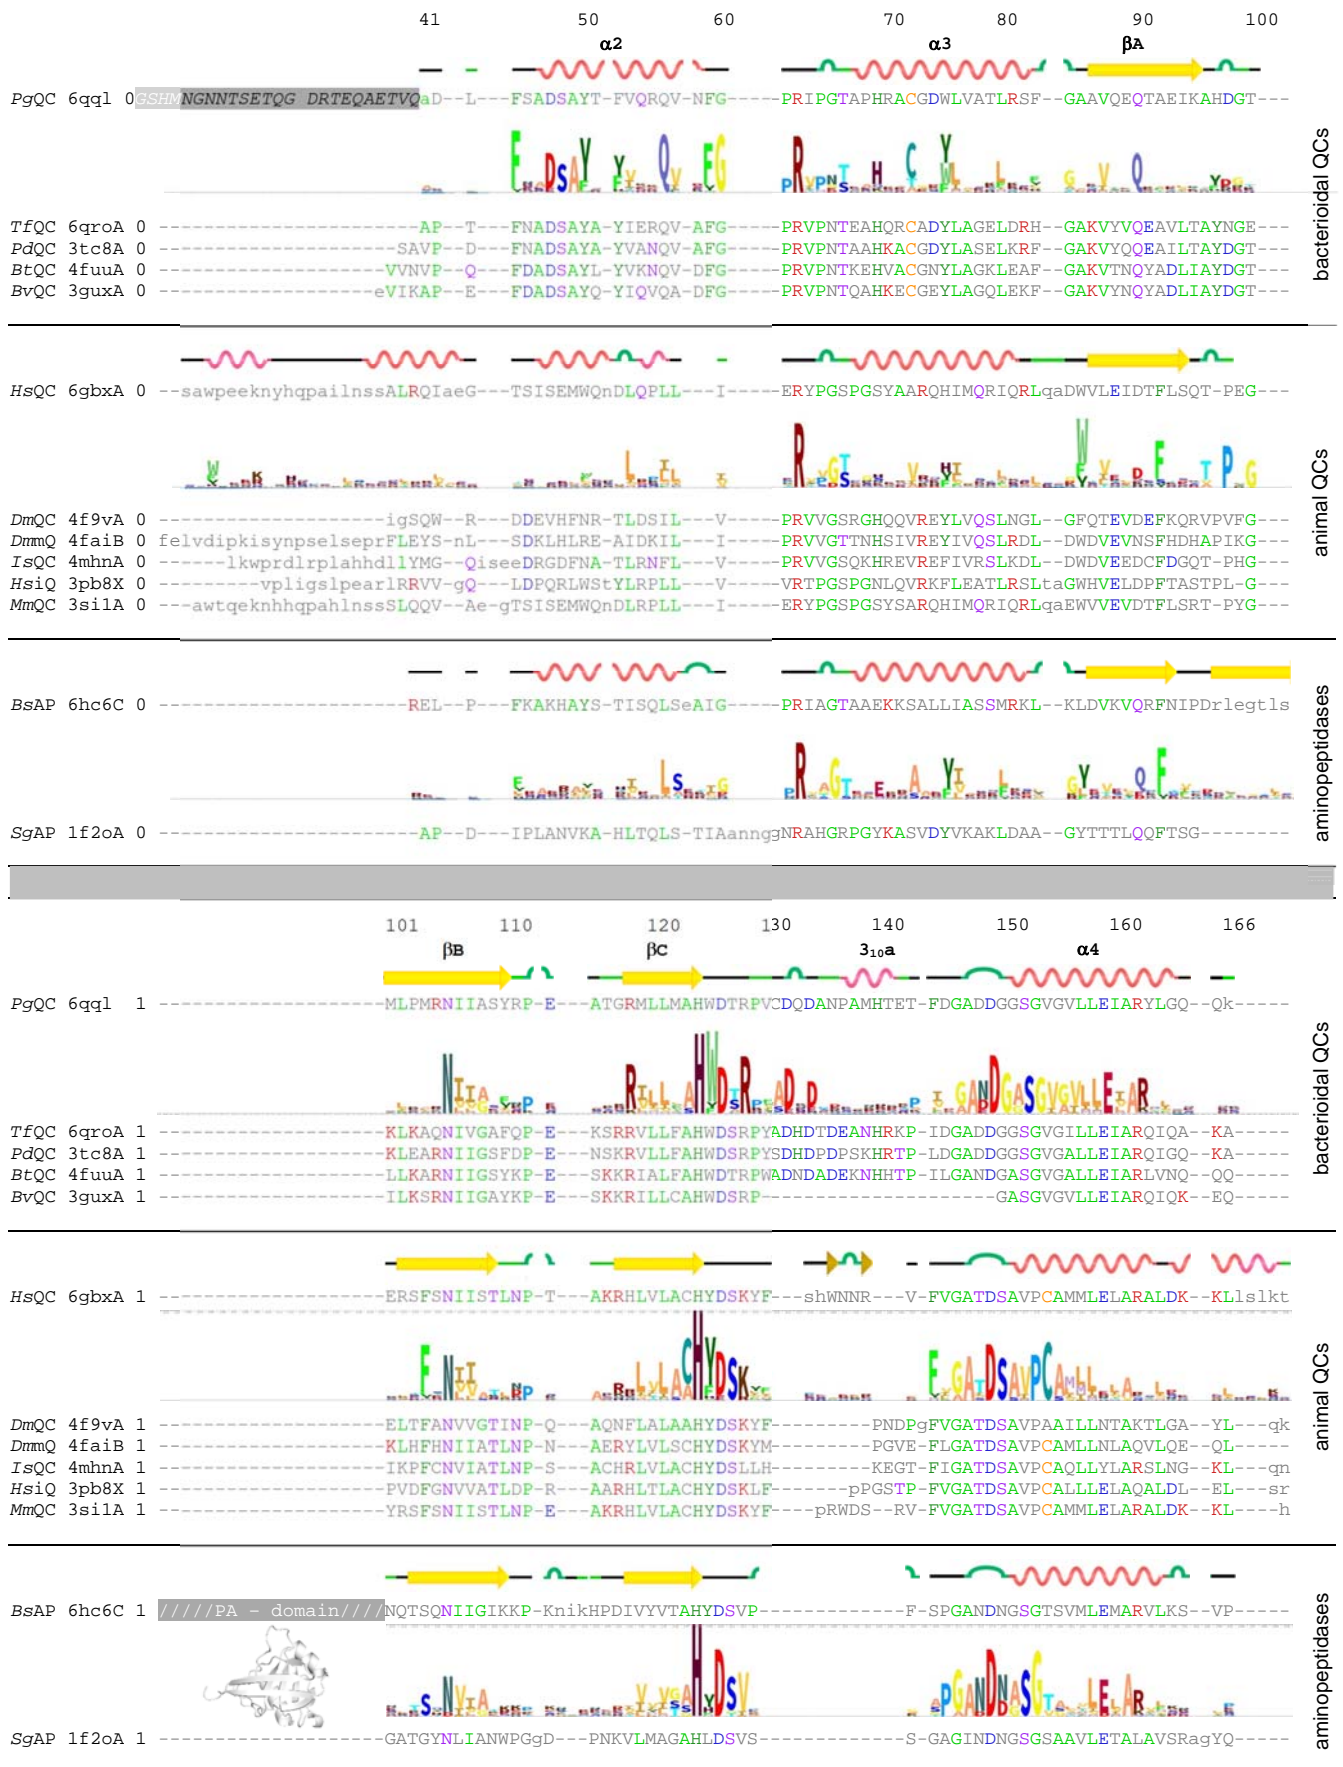 41 50 60 70 80 90 100
α2 α3 βA
PgQC 6qql 0GSHMNGNNTSETQG DRTEQAETVQaD--L---FSADSAYT-FVQRQV-NFG----PRIPGTAPHRACGDWLVATLRSF--GAAVQEQTAEIKAHDGT---
bacterioidal QCs
TfQC 6qroA 0 -----------------------AP--T---FNADSAYA-YIERQV-AFG-----PRVPNTEAHQRCADYLAGELDRH--GAKVYVQEAVLTAYNGE---
PdQC 3tc8A 0 ---------------------SAVP--D---FNADSAYA-YVANQV-AFG-----PRVPNTAAHKACGDYLASELKRF--GAKVYQQEAILTAYDGT---
BtQC 4fuuA 0 --------------------VVNVP--Q---FDADSAYL-YVKNQV-DFG-----PRVPNTKEHVACGNYLAGKLEAF--GAKVTNQYADLIAYDGT---
BvQC 3guxA 0 -------------------eVIKAP--E---FDADSAYQ-YIQVQA-DFG-----PRVPNTQAHKECGEYLAGQLEKF--GAKVYNQYADLIAYDGT---
HsQC 6gbxA 0 --sawpeeknyhqpailnssALRQIaeG---TSISEMWQnDLQPLL---I-----ERYPGSPGSYAARQHIMQRIQRLqaDWVLEIDTFLSQT-PEG---
animal QCs
DmQC 4f9vA 0 --------------------igSQW--R---DDEVHFNR-TLDSIL---V-----PRVVGSRGHQQVREYLVQSLNGL--GFQTEVDEFKQRVPVFG---
DmmQ 4faiB 0 felvdipkisynpselseprFLEYS-nL---SDKLHLRE-AIDKIL---I-----PRVVGTTNHSIVREYIVQSLRDL--DWDVEVNSFHDHAPIKG---
IsQC 4mhnA 0 ------lkwprdlrplahhdllYMG--QiseeDRGDFNA-TLRNFL---V-----PRVVGSQKHREVREFIVRSLKDL--DWDVEEDCFDGQT-PHG---
HsiQ 3pb8X 0 ---------vpligslpearlRRVV-gQ---LDPQRLWStYLRPLL---V-----VRTPGSPGNLQVRKFLEATLRSLtaGWHVELDPFTASTPL-G---
MmQC 3si1A 0 ---awtqeknhhqpahlnssSLQQV--Ae-gTSISEMWQnDLRPLL---V-----ERYPGSPGSYSARQHIMQRIQRLqaEWVVEVDTFLSRT-PYG---
BsAP 6hc6C 0 ----------------------REL--P---FKAKHAYS-TISQLSeAIG-----PRIAGTAAEKKSALLIASSMRKL--KLDVKVQRFNIPDrlegtls
aminopeptidases
SgAP 1f2oA 0 -----------------------AP--D---IPLANVKA-HLTQLS-TIAanngGNRAHGRPGYKASVDYVKAKLDAA--GYTTTLQQFTSG--------
101 110 120 130 140 150 160 166
βB βC 3₁₀a α4
PgQC 6qql 1 --------------------MLPMRNIIASYRP-E---ATGRMLLMAHWDTRPVCDQDANPAMHTET-FDGADDGGSGVGVLLEIARYLGQ--Qk-----
bacterioidal QCs
TfQC 6qroA 1 --------------------KLKAQNIVGAFQP-E---KSRRVLLFAHWDSRPYADHDTDEANHRKP-IDGADDGGSGVGILLEIARQIQA--KA-----
PdQC 3tc8A 1 --------------------KLEARNIIGSFDP-E---NSKRVLLFAHWDSRPYSDHDPDPSKHRTP-LDGADDGGSGVGALLEIARQIGQ--KA-----
BtQC 4fuuA 1 --------------------LLKARNIIGSYKP-E---SKKRIALFAHWDTRPWADNDADEKNHHTP-ILGANDGASGVGALLEIARLVNQ--QQ-----
BvQC 3guxA 1 --------------------ILKSRNIIGAYKP-E---SKKRILLCAHWDSRP---------------------GASGVGVLLEIARQIQK--EQ-----
HsQC 6gbxA 1 --------------------ERSFSNIISTLNP-T---AKRHLVLACHYDSKYF---shWNNR---V-FVGATDSAVPCAMMLELARALDK--KLlslkt
animal QCs
DmQC 4f9vA 1 --------------------ELTFANVVGTINP-Q---AQNFLALAAHYDSKYF---------PNDPgFVGATDSAVPAAILLNTAKTLGA--YL---qk
DmmQ 4faiB 1 --------------------KLHFHNIIATLNP-N---AERYLVLSCHYDSKYM---------PGVE-FLGATDSAVPCAMLLNLAQVLQE--QL-----
IsQC 4mhnA 1 --------------------IKPFCNVIATLNP-S---ACHRLVLACHYDSLLH---------KEGT-FIGATDSAVPCAQLLYLARSLNG--KL---qn
HsiQ 3pb8X 1 --------------------PVDFGNVVATLDP-R---AARHLTLACHYDSKLF-------pPGSTP-FVGATDSAVPCALLLELAQALDL--EL---sr
MmQC 3si1A 1 --------------------YRSFSNIISTLNP-E---AKRHLVLACHYDSKYF----pRWDS--RV-FVGATDSAVPCAMMLELARALDK--KL----h
BsAP 6hc6C 1 /////PA – domain////NQTSQNIIGIKKP-KnikHPDIVYVTAHYDSVP-------------F-SPGANDNGSGTSVMLEMARVLKS--VP-----
aminopeptidases
SgAP 1f2oA 1 --------------------GATGYNLIANWPGgD---PNKVLMAGAHLDSVS-------------S-GAGINDNGSGSAAVLETALAVSRagYQ-----